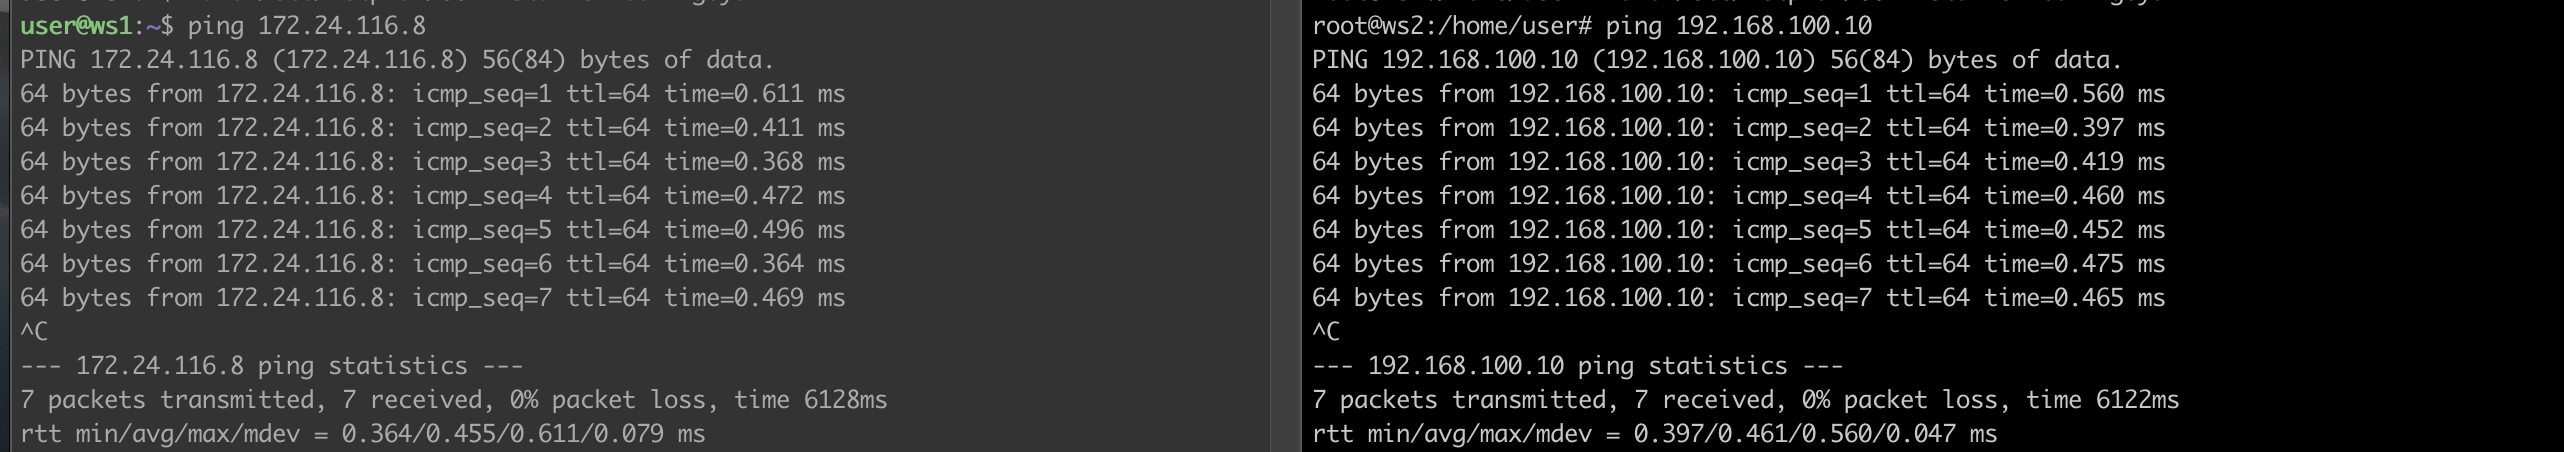 user@ws1:~$ ping 172.24.116.8
PING 172.24.116.8 (172.24.116.8) 56(84) bytes of data.
64 bytes from 172.24.116.8: icmp_seq=1 ttl=64 time=0.611 ms
64 bytes from 172.24.116.8: icmp_seq=2 ttl=64 time=0.411 ms
64 bytes from 172.24.116.8: icmp_seq=3 ttl=64 time=0.368 ms
64 bytes from 172.24.116.8: icmp_seq=4 ttl=64 time=0.472 ms
64 bytes from 172.24.116.8: icmp_seq=5 ttl=64 time=0.496 ms
64 bytes from 172.24.116.8: icmp_seq=6 ttl=64 time=0.364 ms
64 bytes from 172.24.116.8: icmp_seq=7 ttl=64 time=0.469 ms
^C
--- 172.24.116.8 ping statistics ---
7 packets transmitted, 7 received, 0% packet loss, time 6128ms
rtt min/avg/max/mdev = 0.364/0.455/0.611/0.079 ms
root@ws2:/home/user# ping 192.168.100.10
PING 192.168.100.10 (192.168.100.10) 56(84) bytes of data.
64 bytes from 192.168.100.10: icmp_seq=1 ttl=64 time=0.560 ms
64 bytes from 192.168.100.10: icmp_seq=2 ttl=64 time=0.397 ms
64 bytes from 192.168.100.10: icmp_seq=3 ttl=64 time=0.419 ms
64 bytes from 192.168.100.10: icmp_seq=4 ttl=64 time=0.460 ms
64 bytes from 192.168.100.10: icmp_seq=5 ttl=64 time=0.452 ms
64 bytes from 192.168.100.10: icmp_seq=6 ttl=64 time=0.475 ms
64 bytes from 192.168.100.10: icmp_seq=7 ttl=64 time=0.465 ms
^C
--- 192.168.100.10 ping statistics ---
7 packets transmitted, 7 received, 0% packet loss, time 6122ms
rtt min/avg/max/mdev = 0.397/0.461/0.560/0.047 ms